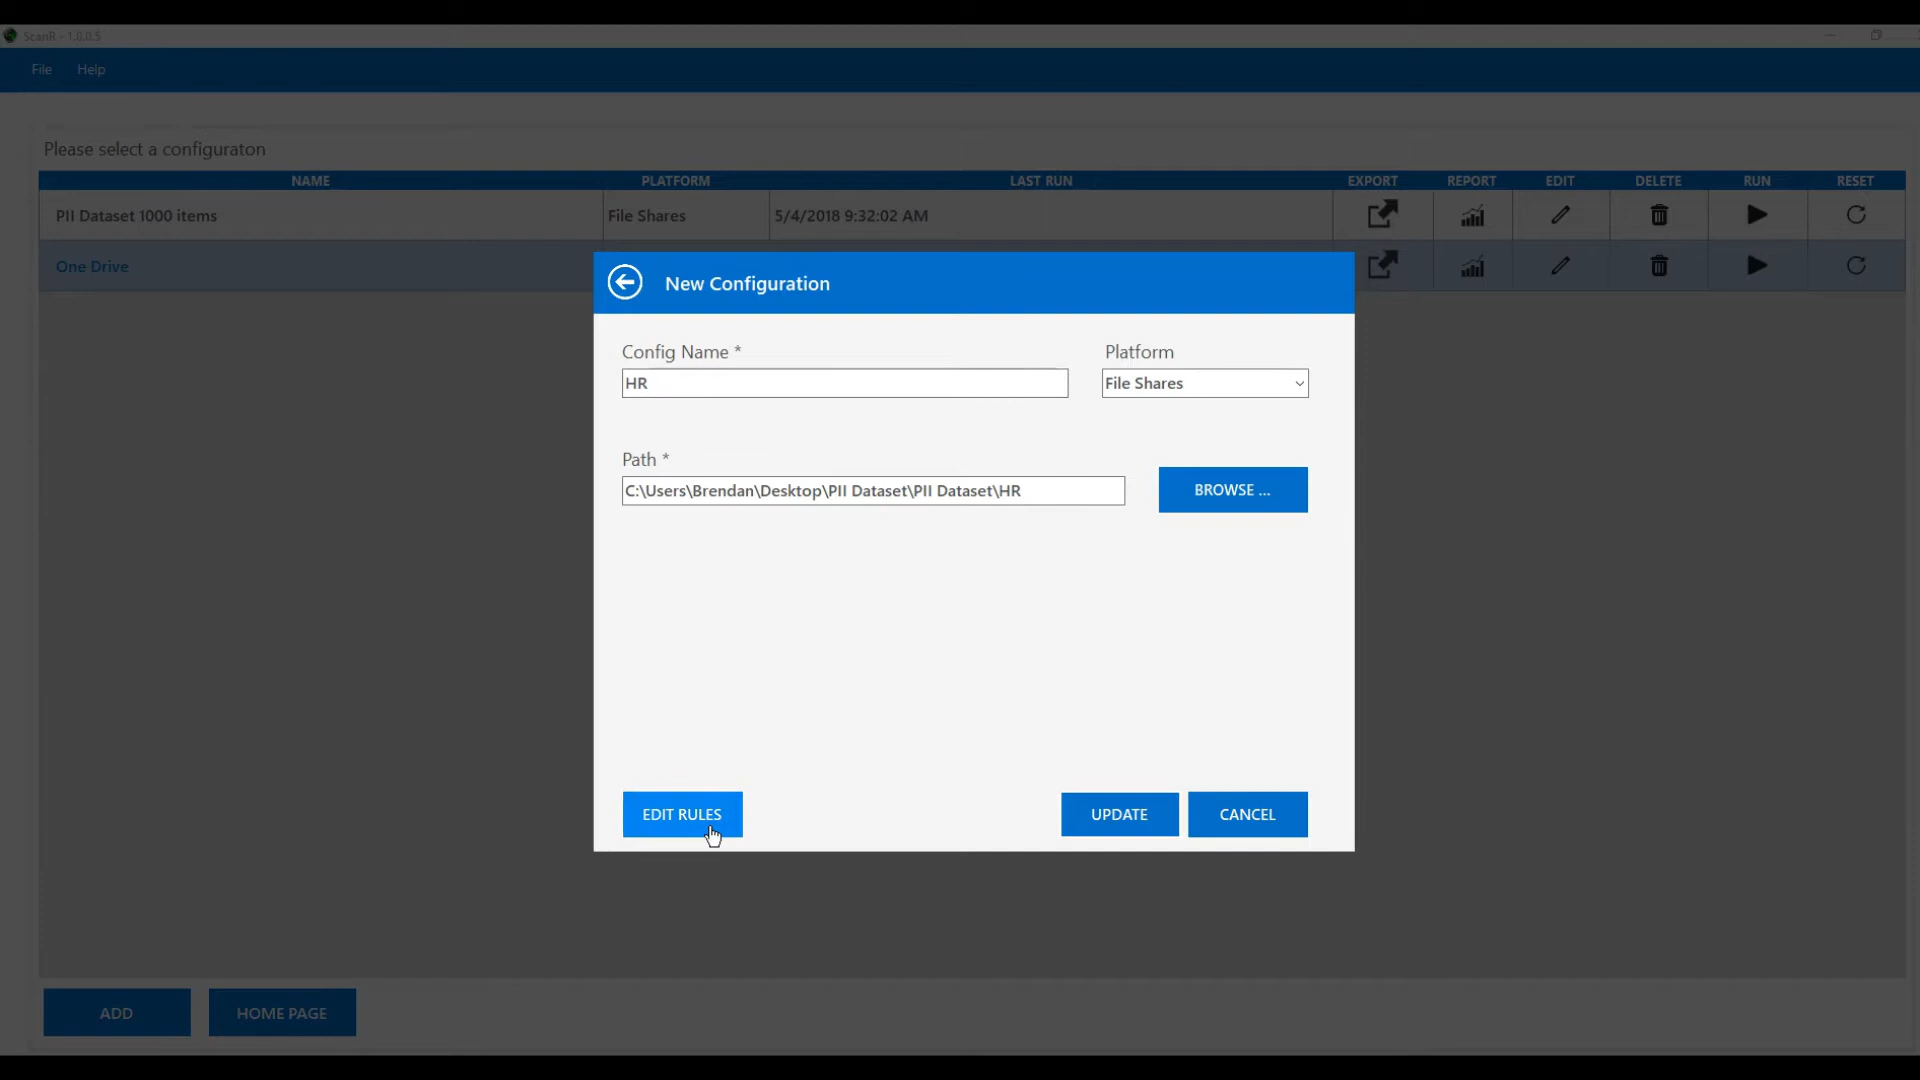 ScanR - 1.0.0.5
File Help
Please select a configuraton
NAME PLATFORM LAST RUN EXPORT REPORT EDIT DELETE RUN RESET
PII Dataset 1000 items File Shares 5/4/2018 9:32:02 AM
One Drive
New Configuration
Config Name * Platform
HR File Shares
Path *
C:\Users\Brendan\Desktop\PII Dataset\PII Dataset\HR BROWSE ...
EDIT RULES UPDATE CANCEL
ADD HOME PAGE